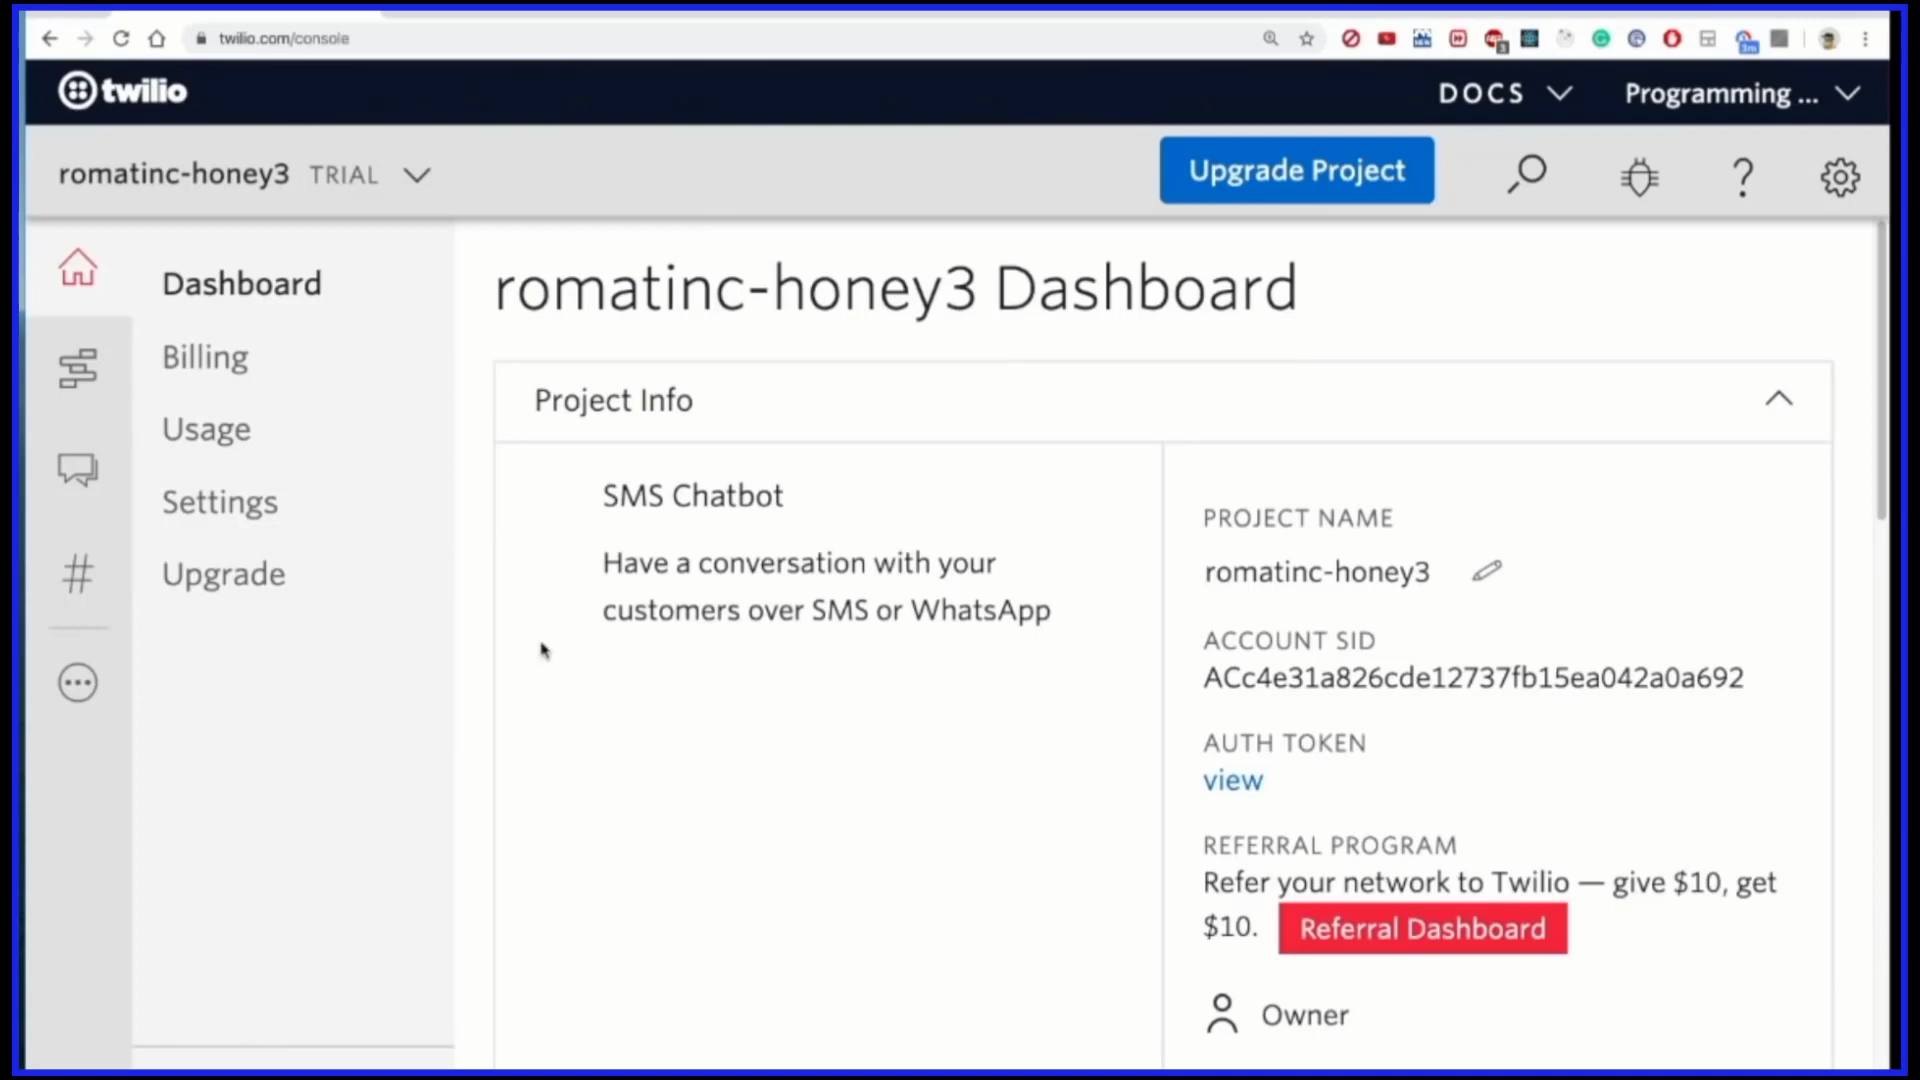 twilio.com/console
twilio
DOCS
Programming ...
romatinc-honey3 TRIAL
Upgrade Project
?
Dashboard
Billing
Usage
Settings
#
Upgrade
romatinc-honey3 Dashboard
Project Info
SMS Chatbot
Have a conversation with your
customers over SMS or WhatsApp
PROJECT NAME
romatinc-honey3
ACCOUNT SID
ACc4e31a826cde12737fb15ea042a0a692
AUTH TOKEN
view
REFERRAL PROGRAM
Refer your network to Twilio — give $10, get
$10. Referral Dashboard
Owner